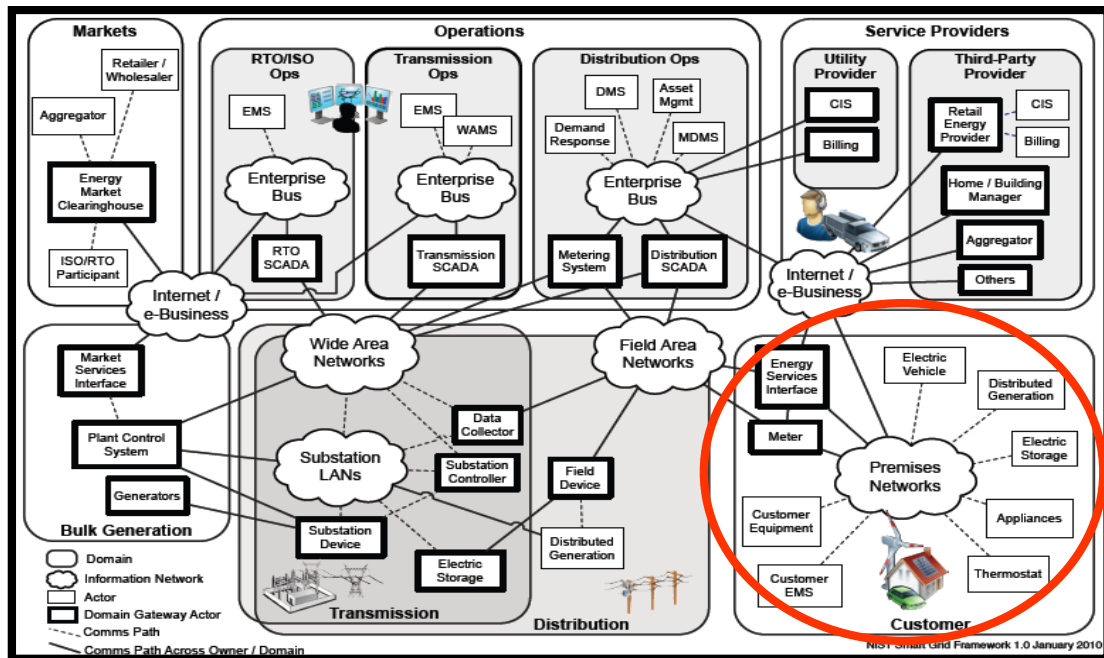 Markets
Retailer /
Wholesaler
Aggregator
Energy
Market
Clearinghouse
ISO/RTO
Participant
Operations
RTO/ISO
Ops
EMS
Enterprise
Bus
RTO
SCADA
Transmission
Ops
EMS
WAMS
Enterprise
Bus
Transmission
SCADA
Distribution Ops
DMS
Asset
Mgmt
Demand
Response
MDMS
Enterprise
Bus
Metering
System
Distribution
SCADA
Service Providers
Utility
Provider
CIS
Billing
Third-Party
Provider
Retail
Energy
Provider
CIS
Billing
Home / Building
Manager
Aggregator
Others
Internet /
e-Business
Internet /
e-Business
Market
Services
Interface
Plant Control
System
Generators
Bulk Generation
Wide Area
Networks
Field Area
Networks
Substation
LANs
Data
Collector
Substation
Controller
Substation
Device
Electric
Storage
Field
Device
Distributed
Generation
Transmission
Distribution
Energy
Services
Interface
Meter
Electric
Vehicle
Distributed
Generation
Electric
Storage
Premises
Networks
Appliances
Customer
Equipment
Customer
EMS
Thermostat
Customer
Domain
Information Network
Actor
Domain Gateway Actor
Comms Path
Comms Path Across Owner / Domain
NIST Smart Grid Framework 1.0 January 2010